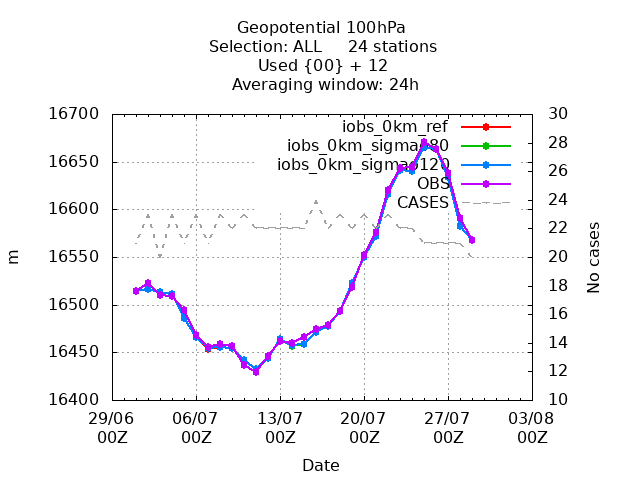 Geopotential 100hPa
Selection: ALL 24 stations
Used {00} + 12
Averaging window: 24h
16700
16650
16600
16550
16500
16450
16400
m
30
28
26
24
22
20
18
16
14
12
10
No cases
iobs_0km_ref
iobs_0km_sigmao80
iobs_0km_sigmao120
OBS
CASES
29/06 06/07 13/07 20/07 27/07 03/08
00Z 00Z 00Z 00Z 00Z 00Z
Date